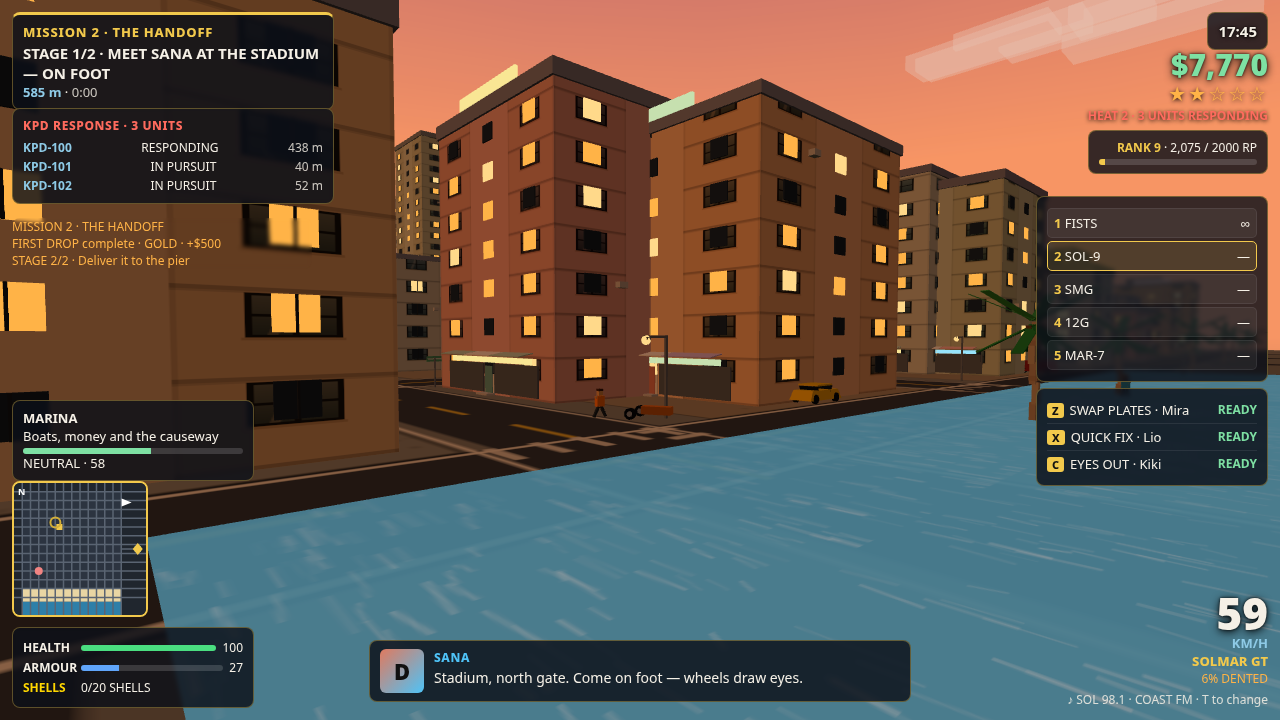 MISSION 2 · THE HANDOFF
STAGE 1/2 · MEET SANA AT THE STADIUM
— ON FOOT
585 m · 0:00
KPD RESPONSE · 3 UNITS
KPD-100 RESPONDING 438 m
KPD-101 IN PURSUIT 40 m
KPD-102 IN PURSUIT 52 m
MISSION 2 · THE HANDOFF
FIRST DROP complete · GOLD · +$500
STAGE 2/2 · Deliver it to the pier
MARINA
Boats, money and the causeway
NEUTRAL · 58
N
HEALTH 100
ARMOUR 27
SHELLS 0/20 SHELLS
D
SANA
Stadium, north gate. Come on foot — wheels draw eyes.
17:45
$7,770
★★☆☆☆
HEAT 2 · 3 UNITS RESPONDING
RANK 9 · 2,075 / 2000 RP
1 FISTS ∞
2 SOL-9 —
3 SMG —
4 12G —
5 MAR-7 —
Z SWAP PLATES · Mira READY
X QUICK FIX · Lio READY
C EYES OUT · Kiki READY
59
KM/H
SOLMAR GT
6% DENTED
♪ SOL 98.1 · COAST FM · T to change